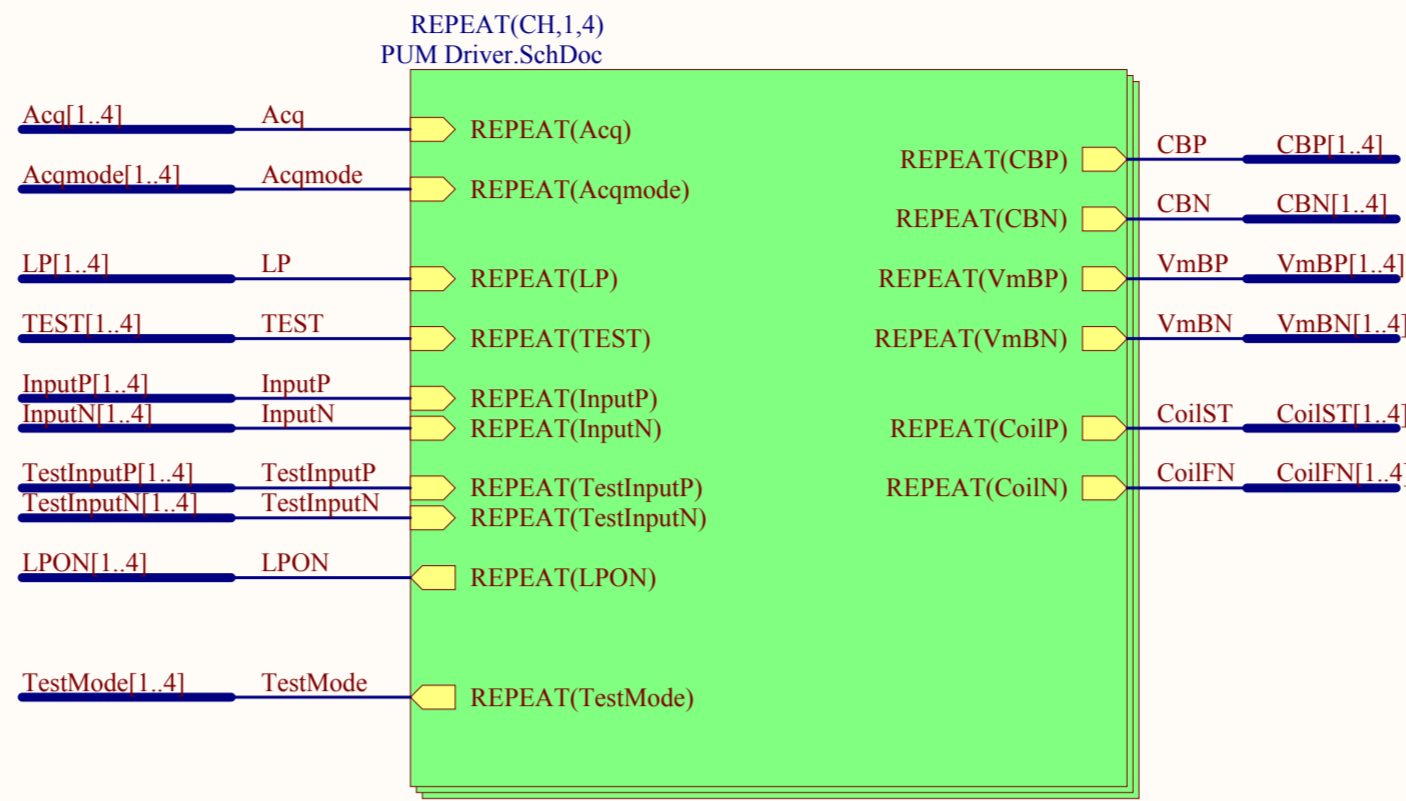 REPEAT(CH,1,4)
PUM Driver.SchDoc
Acq[1..4] Acq REPEAT(Acq)
REPEAT(CBP) CBP CBP[1..4]
Acqmode[1..4] Acqmode REPEAT(Acqmode)
REPEAT(CBN) CBN CBN[1..4]
LP[1..4] LP REPEAT(LP) REPEAT(VmBP) VmBP VmBP[1..4]
TEST[1..4] TEST REPEAT(TEST) REPEAT(VmBN) VmBN VmBN[1..4]
InputP[1..4] InputP REPEAT(InputP)
InputN[1..4] InputN REPEAT(InputN) REPEAT(CoilP) CoilST CoilST[1..4]
TestInputP[1..4] TestInputP REPEAT(TestInputP) REPEAT(CoilN) CoilFN CoilFN[1..4]
TestInputN[1..4] TestInputN REPEAT(TestInputN)
LPON[1..4] LPON REPEAT(LPON)
TestMode[1..4] TestMode REPEAT(TestMode)